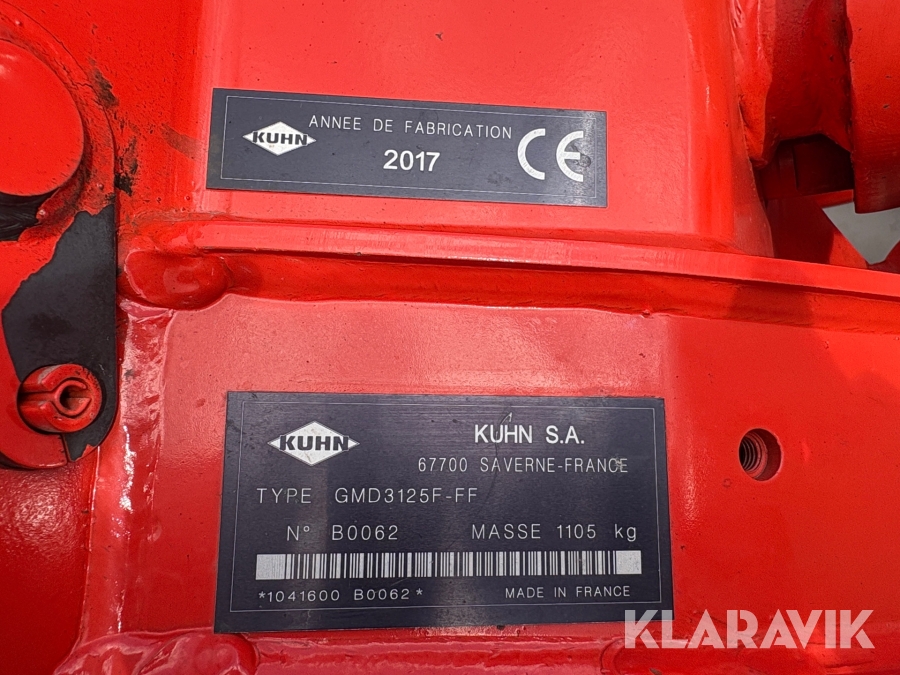 KUHN
ANNEE DE FABRICATION
2017
CE
KUHN
KUHN S.A.
67700 SAVERNE-FRANCE
TYPE GMD3125F-FF
N° B0062 MASSE 1105 kg
*1041600 B0062* MADE IN FRANCE
KLARAVIK